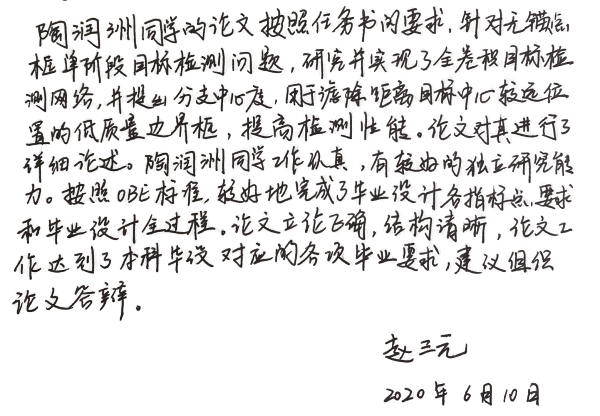 陶润洲同学的论文按照任务书的要求，针对无锚点
框单阶段目标检测问题，研究并实现了全卷积目标检
测网络，并提出分支中心度，用于滤除距离目标中心较远位
置的低质量边界框，提高检测性能。论文对其进行了
详细论述。陶润洲同学工作认真，有较好的独立研究能
力。按照OBE标准，较好地完成了毕业设计各指标点要求
和毕业设计全过程。论文立论正确，结构清晰，论文工
作达到了本科毕设对应的各项毕业要求，建议组织
论文答辩。
赵三元
2020年6月10日